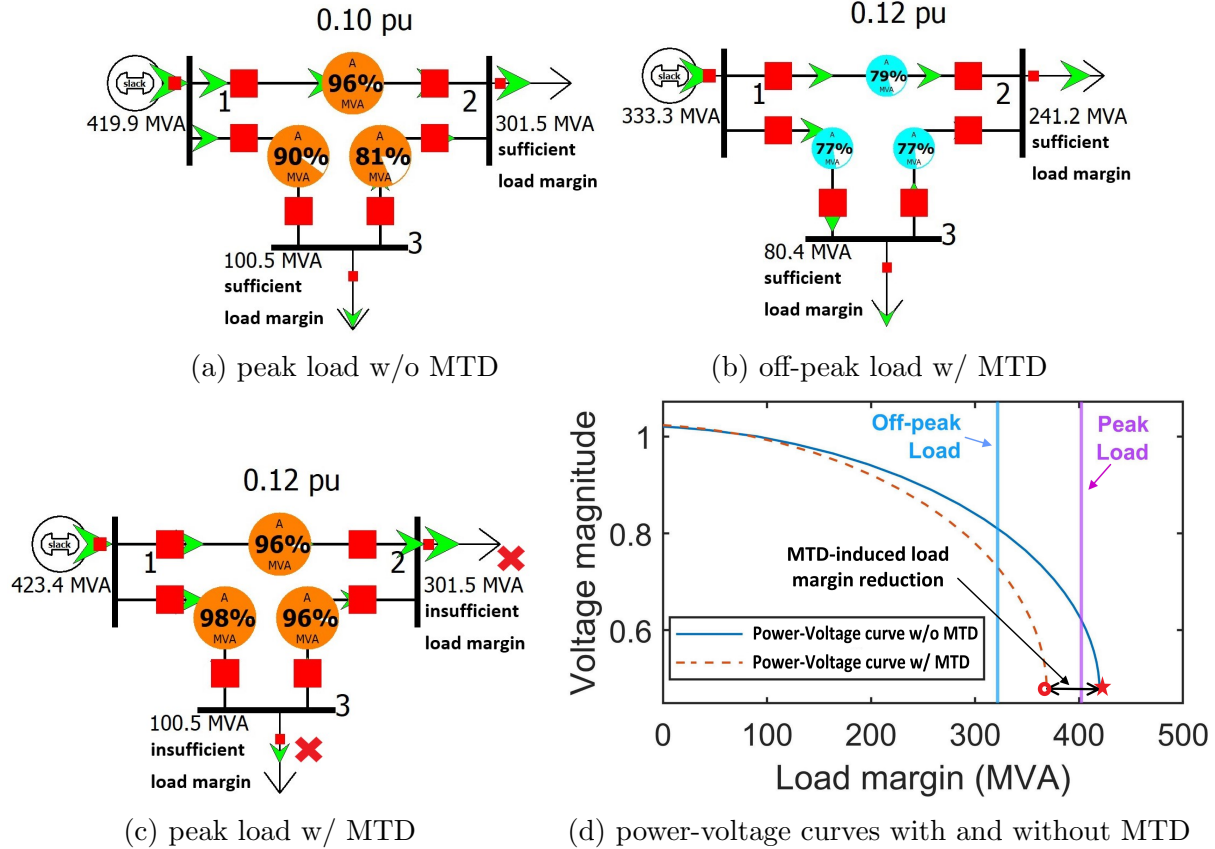 0.10 pu
slack
419.9 MVA
1
A
96%
MVA
2
301.5 MVA
sufficient
load margin
A
90%
MVA
A
81%
MVA
3
100.5 MVA
sufficient
load margin
(a) peak load w/o MTD
0.12 pu
slack
333.3 MVA
1
A
79%
MVA
2
241.2 MVA
sufficient
load margin
A
77%
MVA
A
77%
MVA
3
80.4 MVA
sufficient
load margin
(b) off-peak load w/ MTD
0.12 pu
slack
423.4 MVA
1
A
96%
MVA
2
301.5 MVA
insufficient
load margin
A
98%
MVA
A
96%
MVA
3
100.5 MVA
insufficient
load margin
(c) peak load w/ MTD
Voltage magnitude
1
0.8
0.6
Off-peak
Load
Peak
Load
MTD-induced load
margin reduction
Power-Voltage curve w/o MTD
Power-Voltage curve w/ MTD
0 100 200 300 400 500
Load margin (MVA)
(d) power-voltage curves with and without MTD